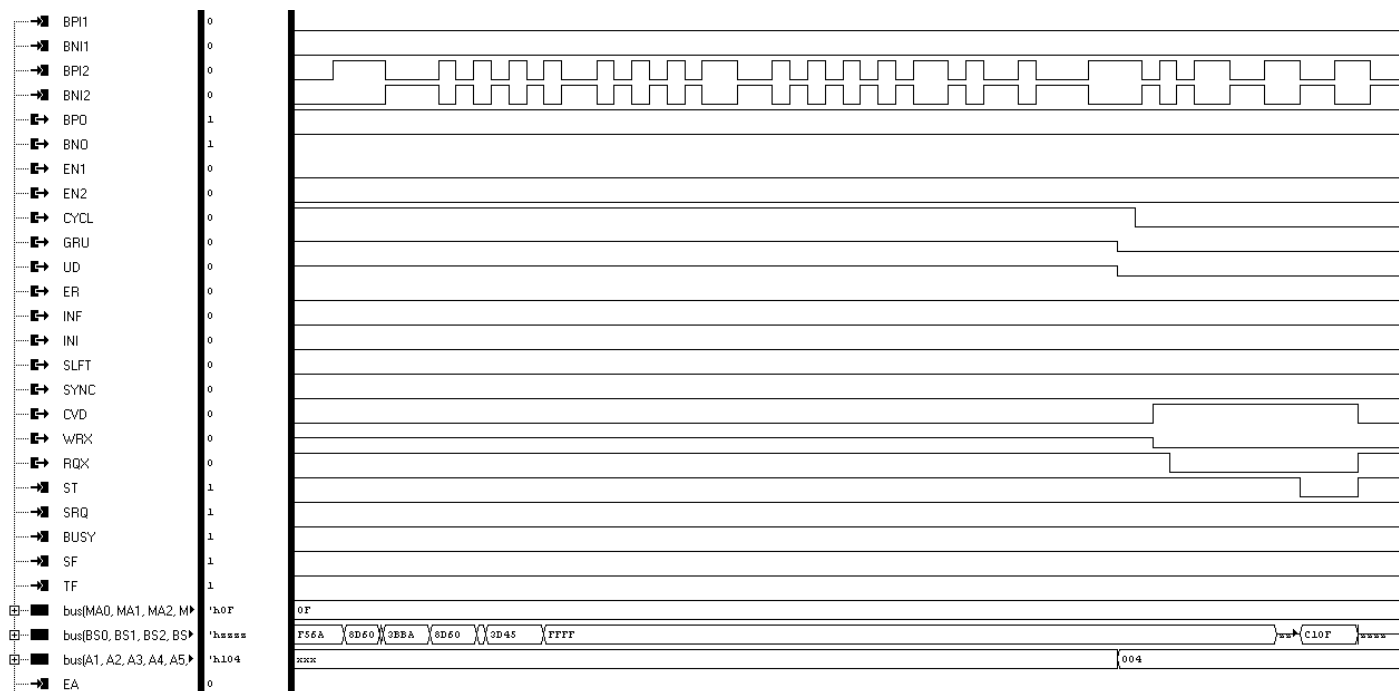 BPI1 0
BNI1 0
BPI2 0
BNI2 0
BPO 1
BNO 1
EN1 0
EN2 0
CYCL 0
GRU 0
UD 0
ER 0
INF 0
INI 0
SLFT 0
SYNC 0
CVD 0
WRX 0
RQX 0
ST 1
SRQ 1
BUSY 1
SF 1
TF 1
bus(MA0, MA1, MA2, M 'h0F 0F
bus(BS0, BS1, BS2, BS 'hzzzz F56A 8D60 3BBA 8D60 3D45 FFFF zz C10F zzzz
bus(A1, A2, A3, A4, A5, 'h104 xxx 004
EA 0